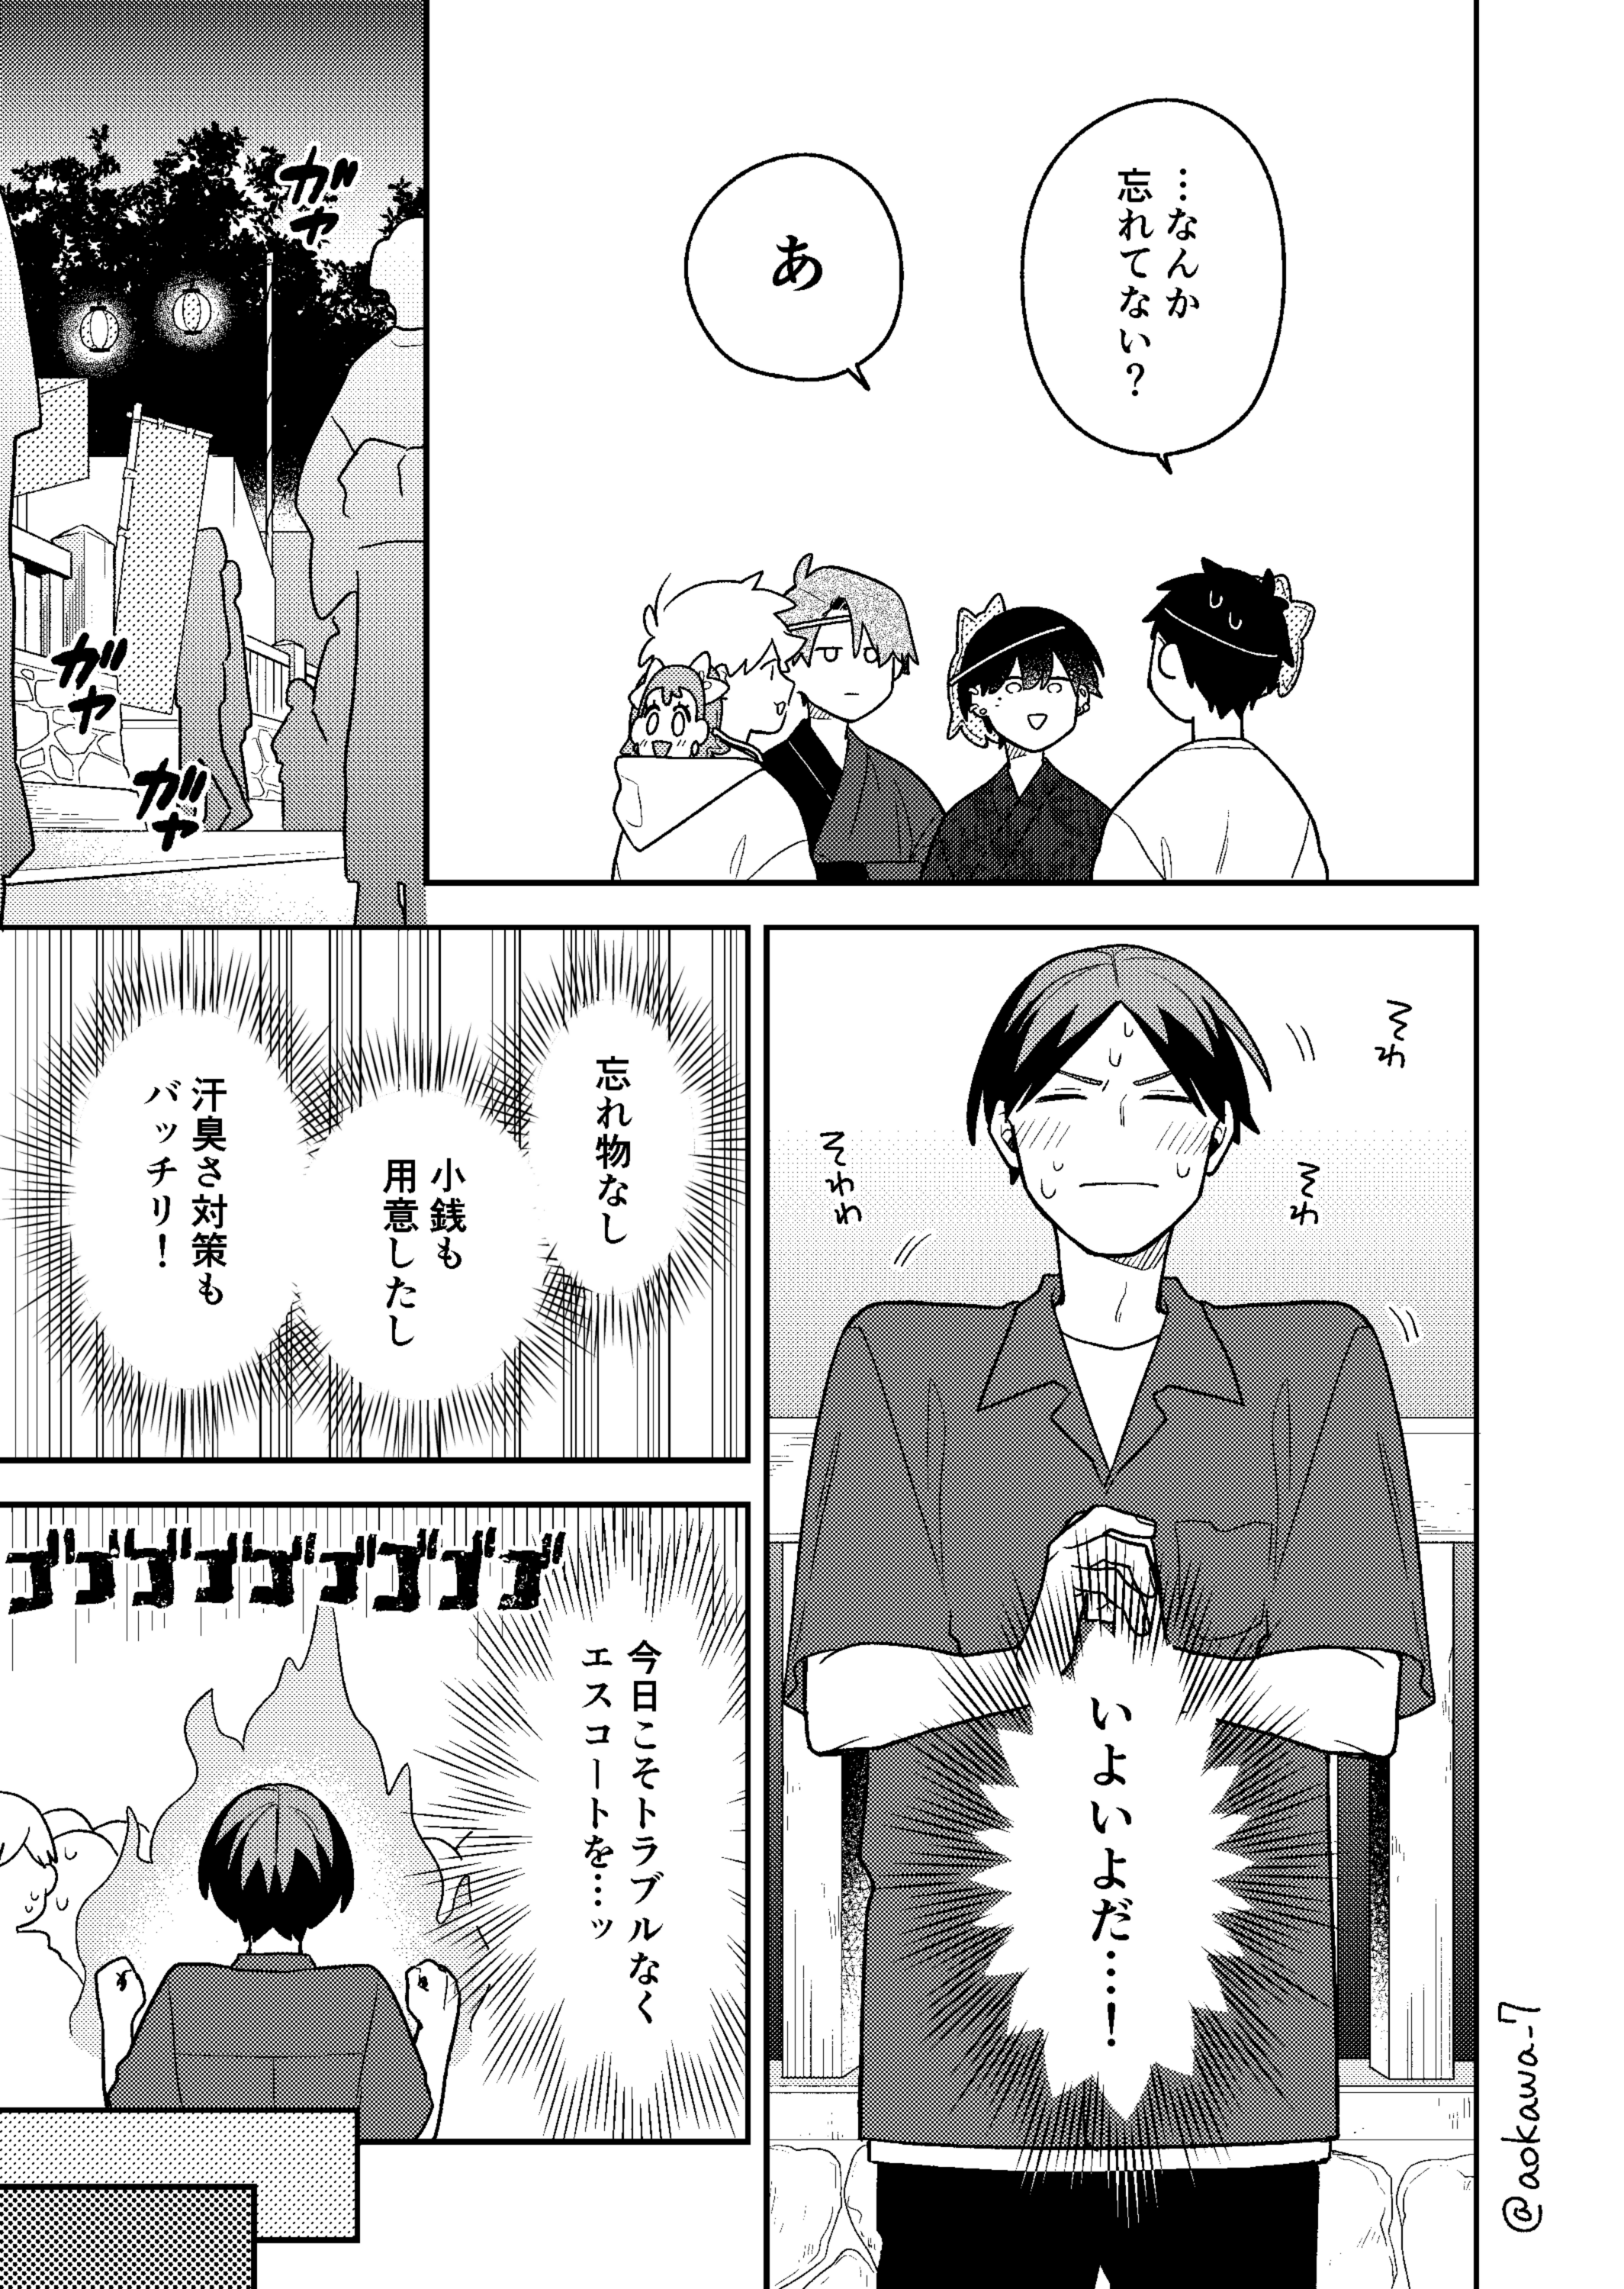 …なんか
忘れてない？
あ
ガヤ
ガヤ
ガヤ
そわ
そわ
そわわ
いよいよだ…！
忘れ物なし
小銭も
用意したし
汗臭さ対策も
バッチリ！
今日こそトラブルなく
エスコートを…ッ
ゴゴゴゴゴゴゴゴゴ
@aokawa_7